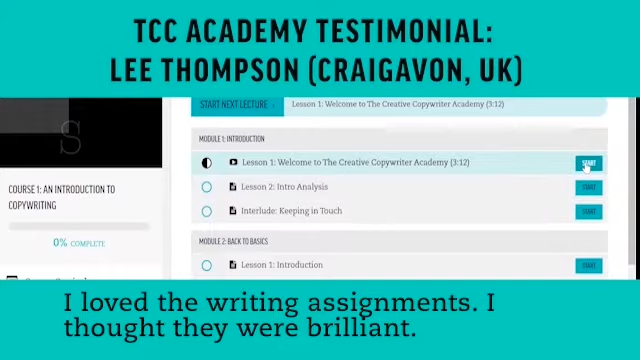 TCC ACADEMY TESTIMONIAL:
LEE THOMPSON (CRAIGAVON, UK)
START NEXT LECTURE ›
Lesson 1: Welcome to The Creative Copywriter Academy (3:12)
S
MODULE 1: INTRODUCTION
Lesson 1: Welcome to The Creative Copywriter Academy (3:12)
START
Lesson 2: Intro Analysis
START
Interlude: Keeping in Touch
START
COURSE 1: AN INTRODUCTION TO
COPYWRITING
0% COMPLETE
MODULE 2: BACK TO BASICS
Lesson 1: Introduction
START
I loved the writing assignments. I
thought they were brilliant.